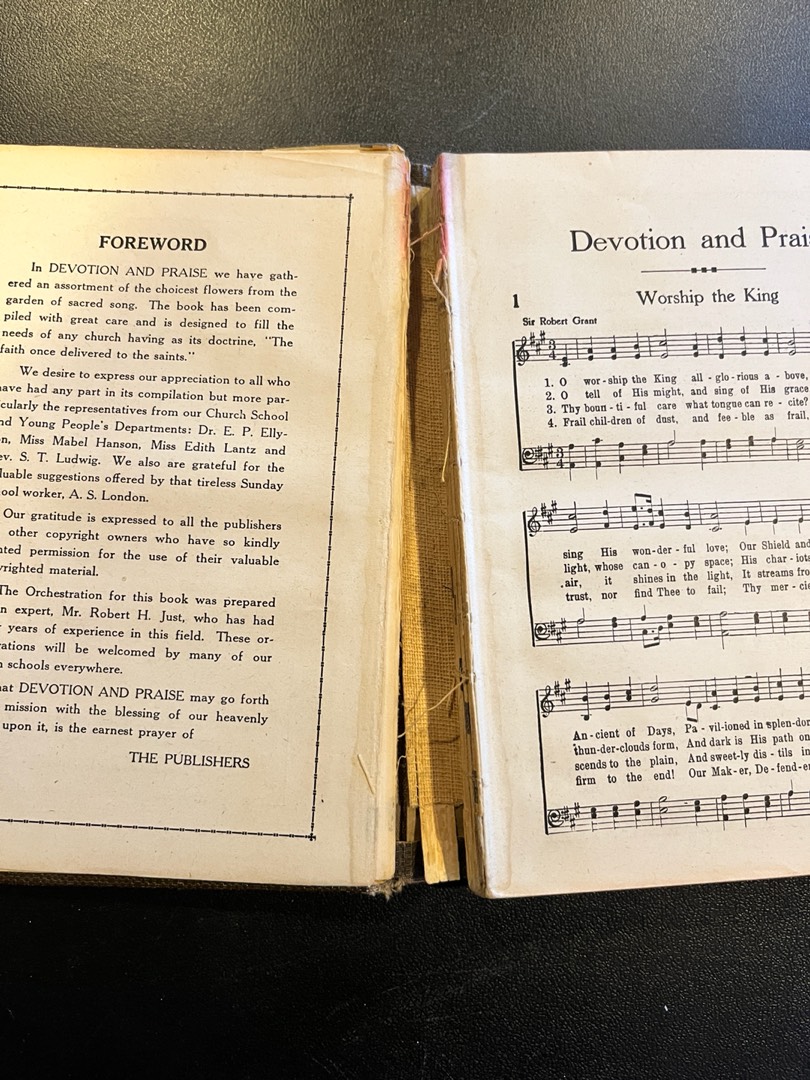 FOREWORD
In DEVOTION AND PRAISE we have gath-
ered an assortment of the choicest flowers from the
garden of sacred song. The book has been com-
piled with great care and is designed to fill the
needs of any church having as its doctrine, "The
faith once delivered to the saints."
We desire to express our appreciation to all who
have had any part in its compilation but more par-
icularly the representatives from our Church School
nd Young People's Departments: Dr. E. P. Elly-
n, Miss Mabel Hanson, Miss Edith Lantz and
ev. S. T. Ludwig. We also are grateful for the
luable suggestions offered by that tireless Sunday
ool worker, A. S. London.
Our gratitude is expressed to all the publishers
other copyright owners who have so kindly
nted permission for the use of their valuable
yrighted material.
The Orchestration for this book was prepared
n expert, Mr. Robert H. Just, who has had
years of experience in this field. These or-
rations will be welcomed by many of our
h schools everywhere.
hat DEVOTION AND PRAISE may go forth
mission with the blessing of our heavenly
upon it, is the earnest prayer of
THE PUBLISHERS
Devotion and Prais
1
Worship the King
Sir Robert Grant
3
4
1. O wor - ship the King all - glo - rious a - bove,
2. O tell of His might, and sing of His grace
3. Thy boun - ti - ful care what tongue can re - cite?
4. Frail chil - dren of dust, and fee - ble as frail,
3
4
sing His won - der - ful love; Our Shield and
light, whose can - o - py space; His char - iots
air, it shines in the light, It streams fro
trust, nor find Thee to fail; Thy mer - cie
An - cient of Days, Pa - vil - ioned in splen - dor
thun - der - clouds form, And dark is His path on
scends to the plain, And sweet - ly dis - tils in
firm to the end! Our Mak - er, De - fend - er